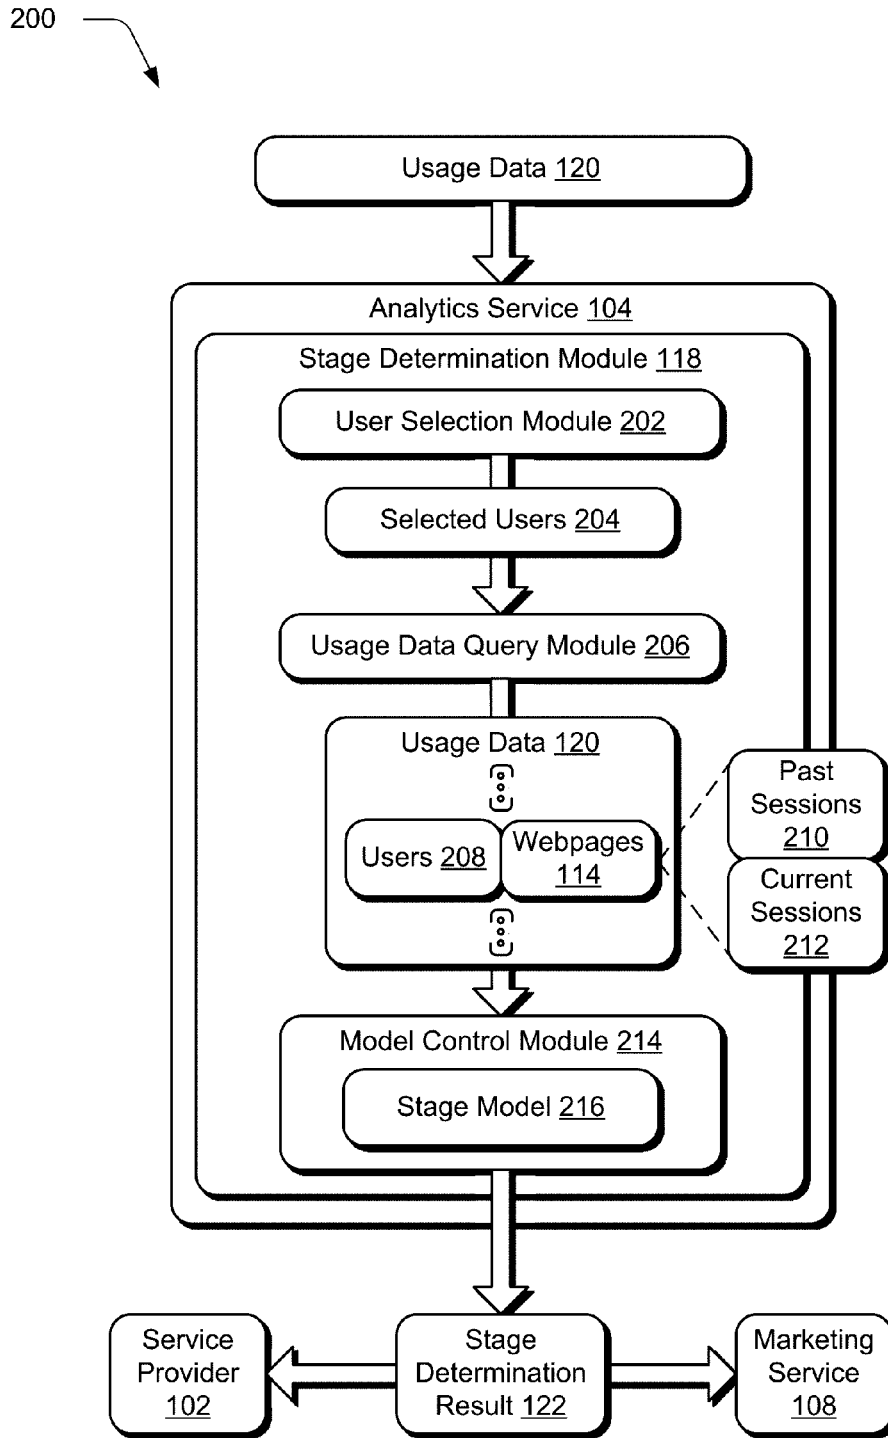 200
Usage Data 120
Analytics Service 104
Stage Determination Module 118
User Selection Module 202
Selected Users 204
Usage Data Query Module 206
Usage Data 120
Users 208
Webpages
114
Past
Sessions
210
Current
Sessions
212
Model Control Module 214
Stage Model 216
Service
Provider
102
Stage
Determination
Result 122
Marketing
Service
108